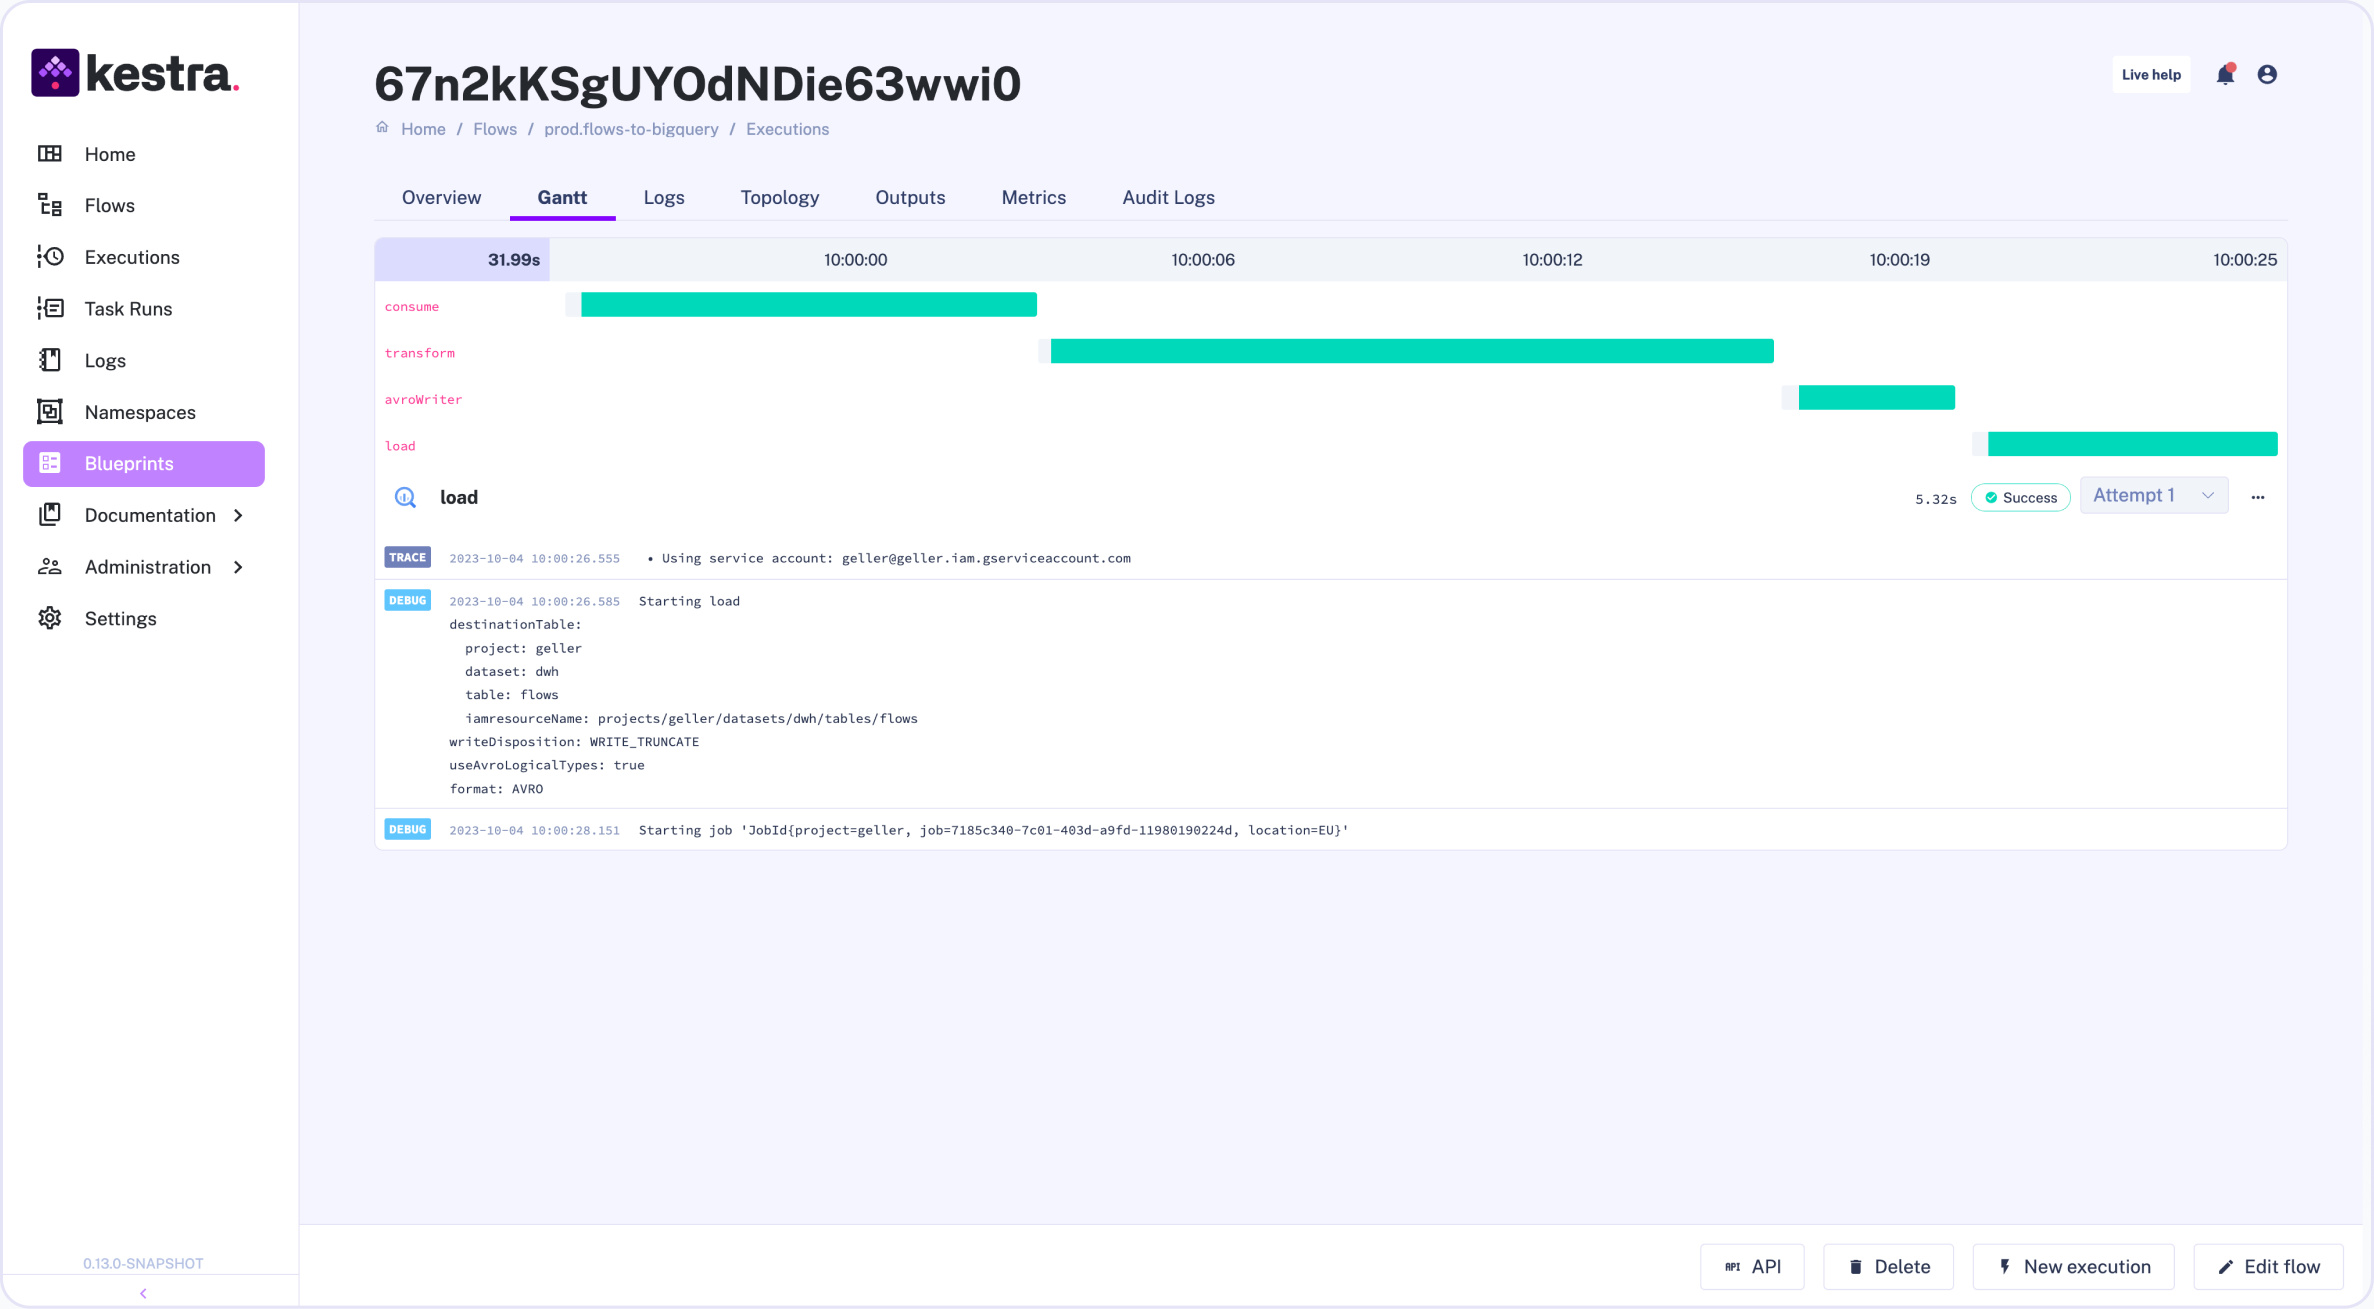 kestra.
Home
Flows
Executions
Task Runs
Logs
Namespaces
Blueprints
Documentation
Administration
Settings
0.13.0-SNAPSHOT
67n2kKSgUYOdNDie63wwi0
Live help
Home / Flows / prod.flows-to-bigquery / Executions
Overview Gantt Logs Topology Outputs Metrics Audit Logs
31.99s 10:00:00 10:00:06 10:00:12 10:00:19 10:00:25
consume
transform
avroWriter
load
load 5.32s Success Attempt 1
TRACE 2023-10-04 10:00:26.555 • Using service account: geller@geller.iam.gserviceaccount.com
DEBUG 2023-10-04 10:00:26.585 Starting load
destinationTable:
  project: geller
  dataset: dwh
  table: flows
  iamresourceName: projects/geller/datasets/dwh/tables/flows
writeDisposition: WRITE_TRUNCATE
useAvroLogicalTypes: true
format: AVRO
DEBUG 2023-10-04 10:00:28.151 Starting job 'JobId{project=geller, job=7185c340-7c01-403d-a9fd-11980190224d, location=EU}'
API API Delete New execution Edit flow